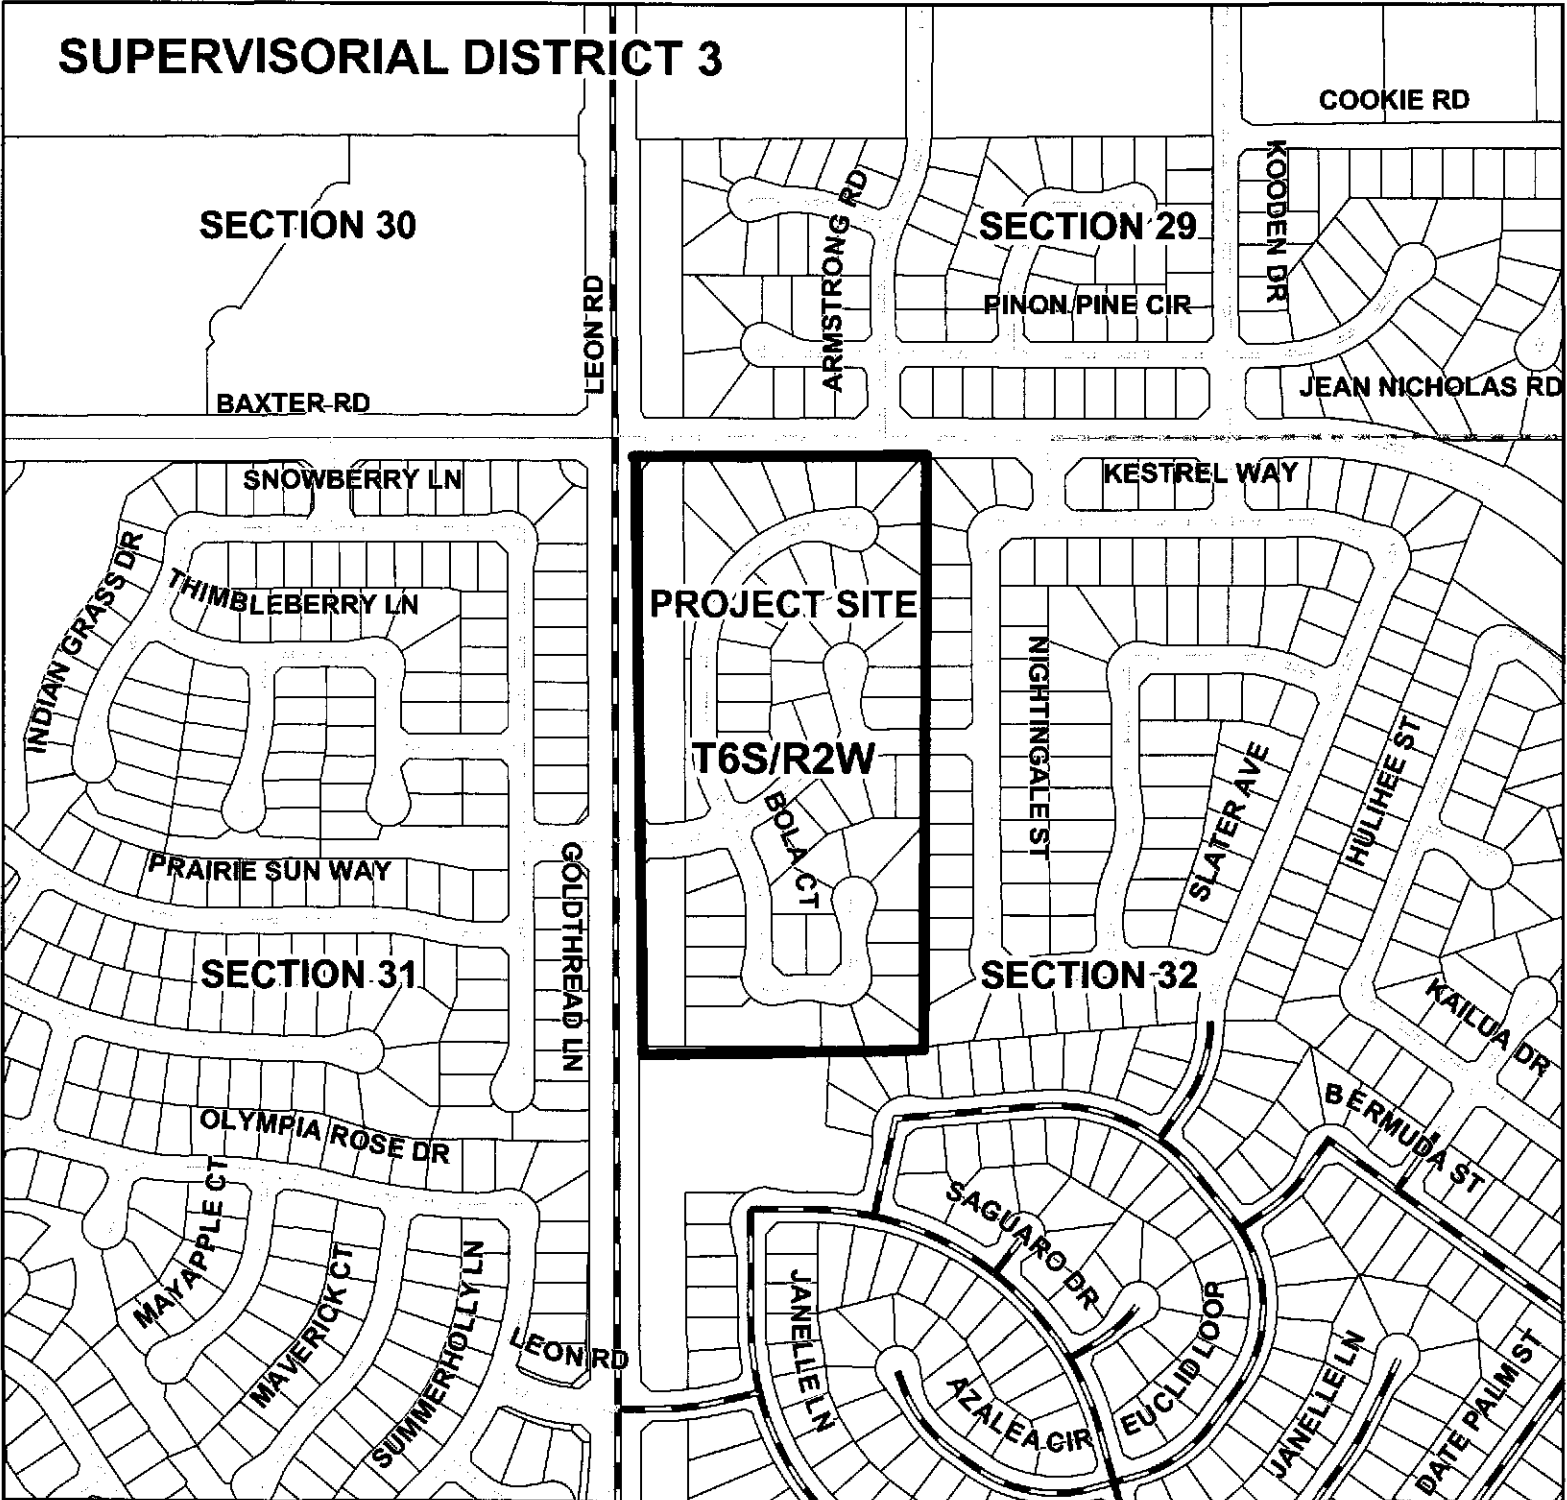 SUPERVISORIAL DISTRICT 3
COOKIE RD
KOODEN DR
SECTION 30
ARMSTRONG RD
SECTION 29
LEON RD
PINON PINE CIR
JEAN NICHOLAS RD
BAXTER RD
SNOWBERRY LN
KESTREL WAY
INDIAN GRASS DR
THIMBLEBERRY LN
PROJECT SITE
NIGHTINGALE ST
T6S/R2W
BOLA CT
SLATER AVE
HULIHEE ST
PRAIRIE SUN WAY
GOLDTHREAD LN
SECTION 31
SECTION 32
KAILUA DR
OLYMPIA ROSE DR
BERMUDA ST
MAYAPPLE CT
MAVERICK CT
SUMMERHOLLY LN
LEON RD
SAGUARO DR
JANELLE LN
AZALEA CIR
EUCLID LOOP
JANELLE LN
DATE PALM ST